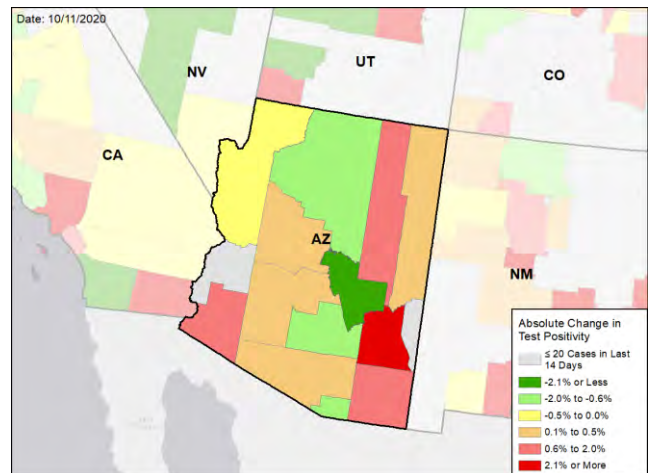 Date: 10/11/2020
NV
UT
CO
CA
AZ
NM
Absolute Change in
Test Positivity
≤ 20 Cases in Last
14 Days
-2.1% or Less
-2.0% to -0.6%
-0.5% to 0.0%
0.1% to 0.5%
0.6% to 2.0%
2.1% or More